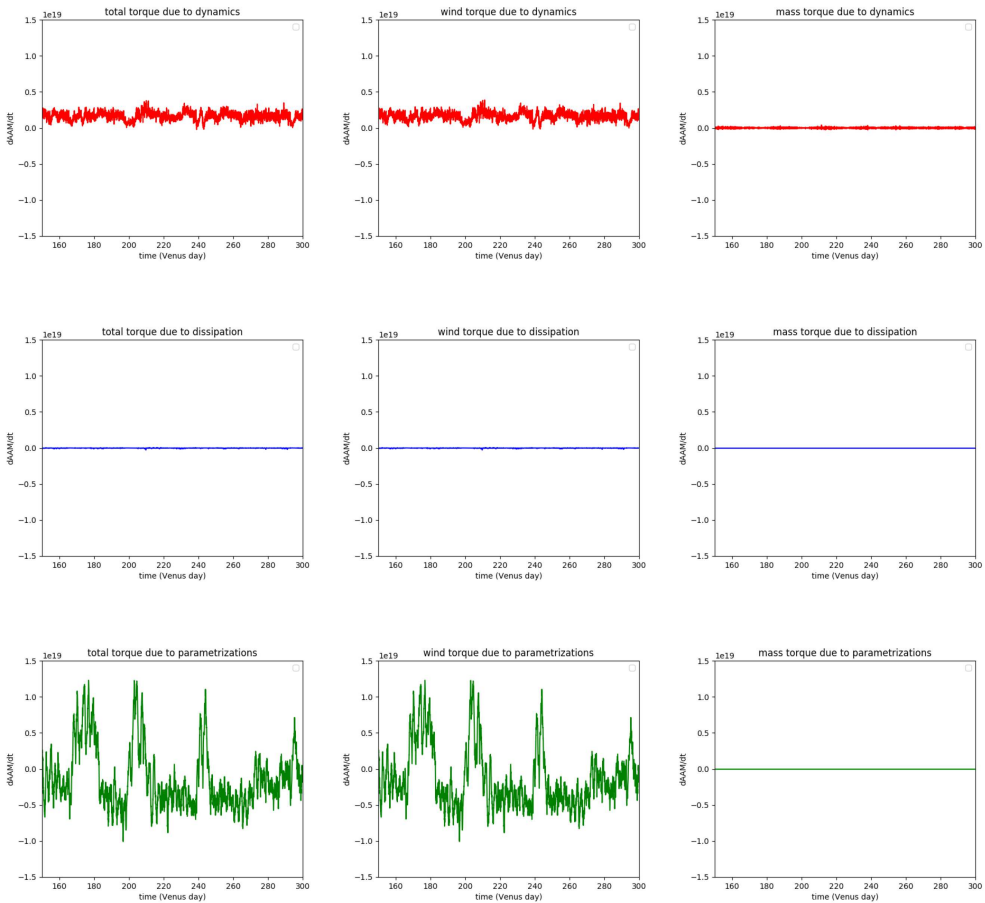 total torque due to dynamics
1e19
1.5
1.0
0.5
0.0
−0.5
−1.0
−1.5
dAAM/dt
160 180 200 220 240 260 280 300
time (Venus day)
wind torque due to dynamics
1e19
1.5
1.0
0.5
0.0
−0.5
−1.0
−1.5
dAAM/dt
160 180 200 220 240 260 280 300
time (Venus day)
mass torque due to dynamics
1e19
1.5
1.0
0.5
0.0
−0.5
−1.0
−1.5
dAAM/dt
160 180 200 220 240 260 280 300
time (Venus day)
total torque due to dissipation
1e19
1.5
1.0
0.5
0.0
−0.5
−1.0
−1.5
dAAM/dt
160 180 200 220 240 260 280 300
time (Venus day)
wind torque due to dissipation
1e19
1.5
1.0
0.5
0.0
−0.5
−1.0
−1.5
dAAM/dt
160 180 200 220 240 260 280 300
time (Venus day)
mass torque due to dissipation
1e19
1.5
1.0
0.5
0.0
−0.5
−1.0
−1.5
dAAM/dt
160 180 200 220 240 260 280 300
time (Venus day)
total torque due to parametrizations
1e19
1.5
1.0
0.5
0.0
−0.5
−1.0
−1.5
dAAM/dt
160 180 200 220 240 260 280 300
time (Venus day)
wind torque due to parametrizations
1e19
1.5
1.0
0.5
0.0
−0.5
−1.0
−1.5
dAAM/dt
160 180 200 220 240 260 280 300
time (Venus day)
mass torque due to parametrizations
1e19
1.5
1.0
0.5
0.0
−0.5
−1.0
−1.5
dAAM/dt
160 180 200 220 240 260 280 300
time (Venus day)